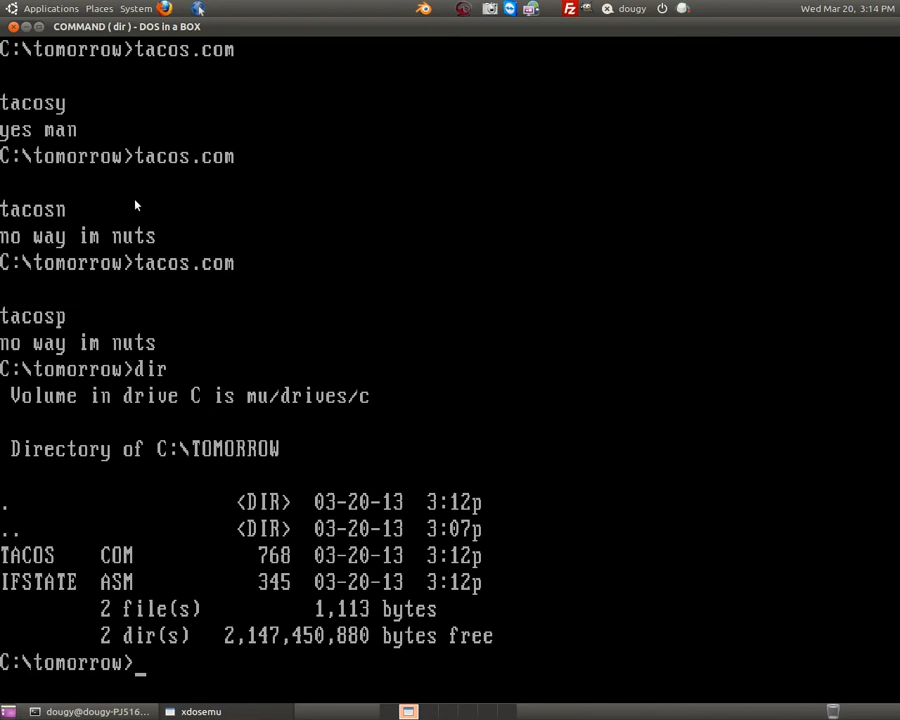 Applications Places System dougy Wed Mar 20, 3:14 PM
COMMAND ( dir ) - DOS in a BOX
C:\tomorrow>tacos.com
tacosy
yes man
C:\tomorrow>tacos.com
tacosn
no way im nuts
C:\tomorrow>tacos.com
tacosp
no way im nuts
C:\tomorrow>dir
Volume in drive C is mu/drives/c
Directory of C:\TOMORROW
. <DIR> 03-20-13 3:12p
.. <DIR> 03-20-13 3:07p
TACOS COM 768 03-20-13 3:12p
IFSTATE ASM 345 03-20-13 3:12p
2 file(s) 1,113 bytes
2 dir(s) 2,147,450,880 bytes free
C:\tomorrow>_
dougy@dougy-PJS16... xdosemu